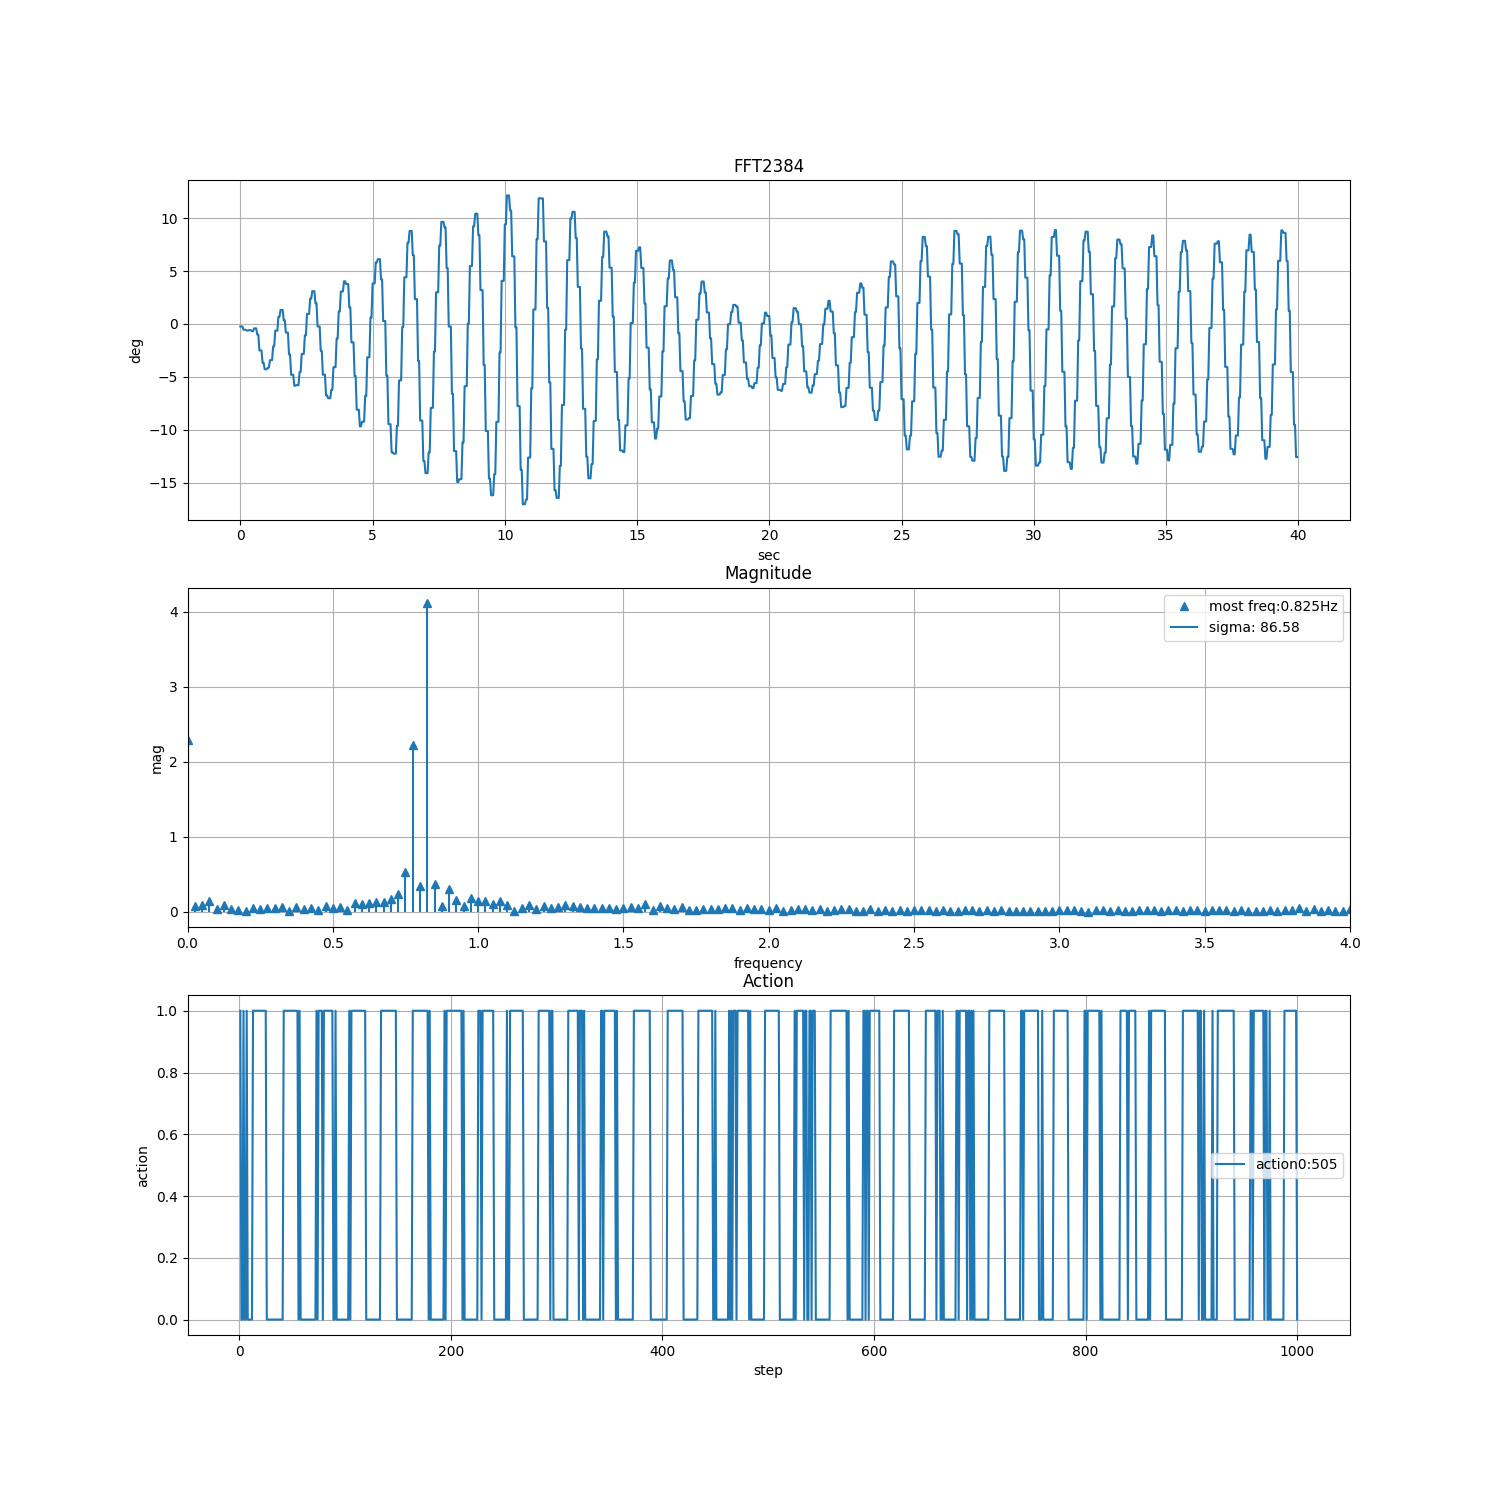 FFT2384
10
5
0
−5
−10
−15
deg
0 5 10 15 20 25 30 35 40
sec
Magnitude
most freq:0.825Hz
sigma: 86.58
4
3
2
1
0
mag
0.0 0.5 1.0 1.5 2.0 2.5 3.0 3.5 4.0
frequency
Action
1.0
0.8
0.6
0.4
0.2
0.0
action
action0:505
0 200 400 600 800 1000
step